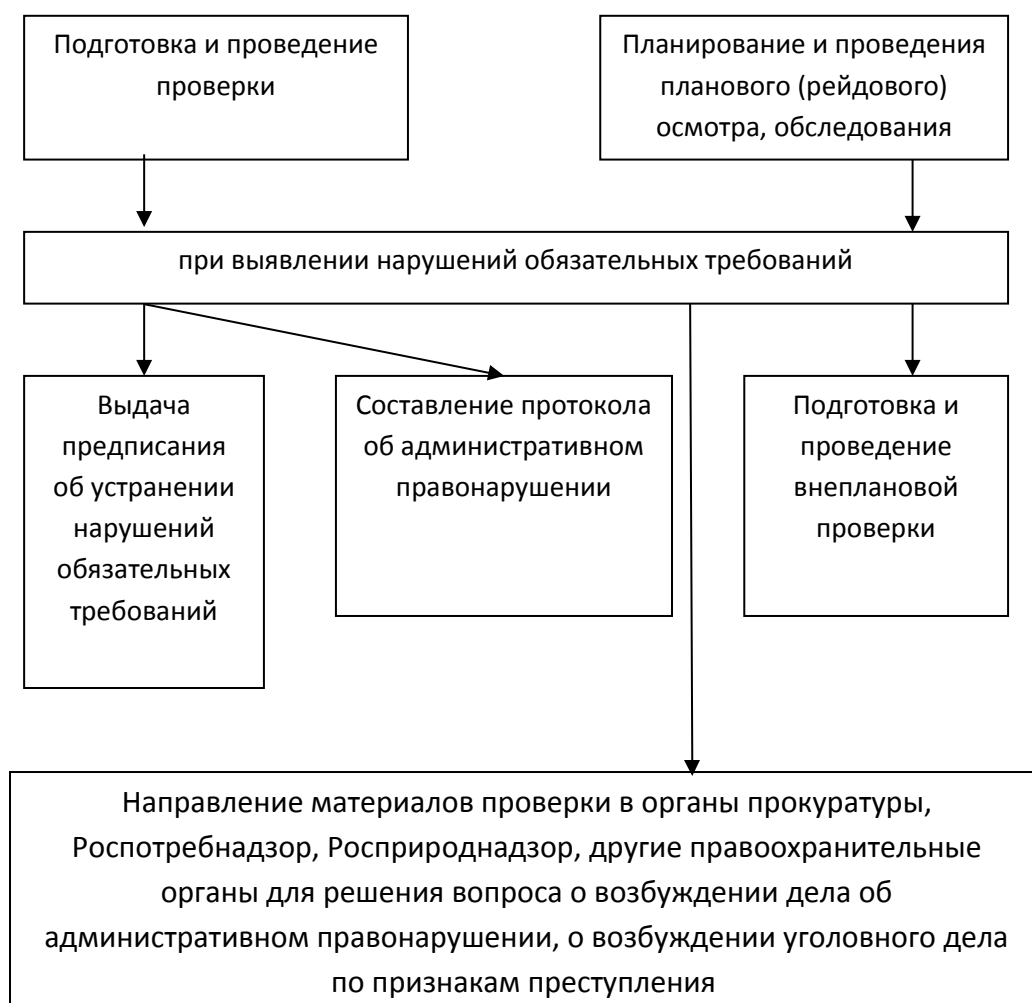 Подготовка и проведение
проверки
Планирование и проведения
планового (рейдового)
осмотра, обследования
при выявлении нарушений обязательных требований
Выдача
предписания
об устранении
нарушений
обязательных
требований
Составление протокола
об административном
правонарушении
Подготовка и
проведение
внеплановой
проверки
Направление материалов проверки в органы прокуратуры,
Роспотребнадзор, Росприроднадзор, другие правоохранительные
органы для решения вопроса о возбуждении дела об
административном правонарушении, о возбуждении уголовного дела
по признакам преступления